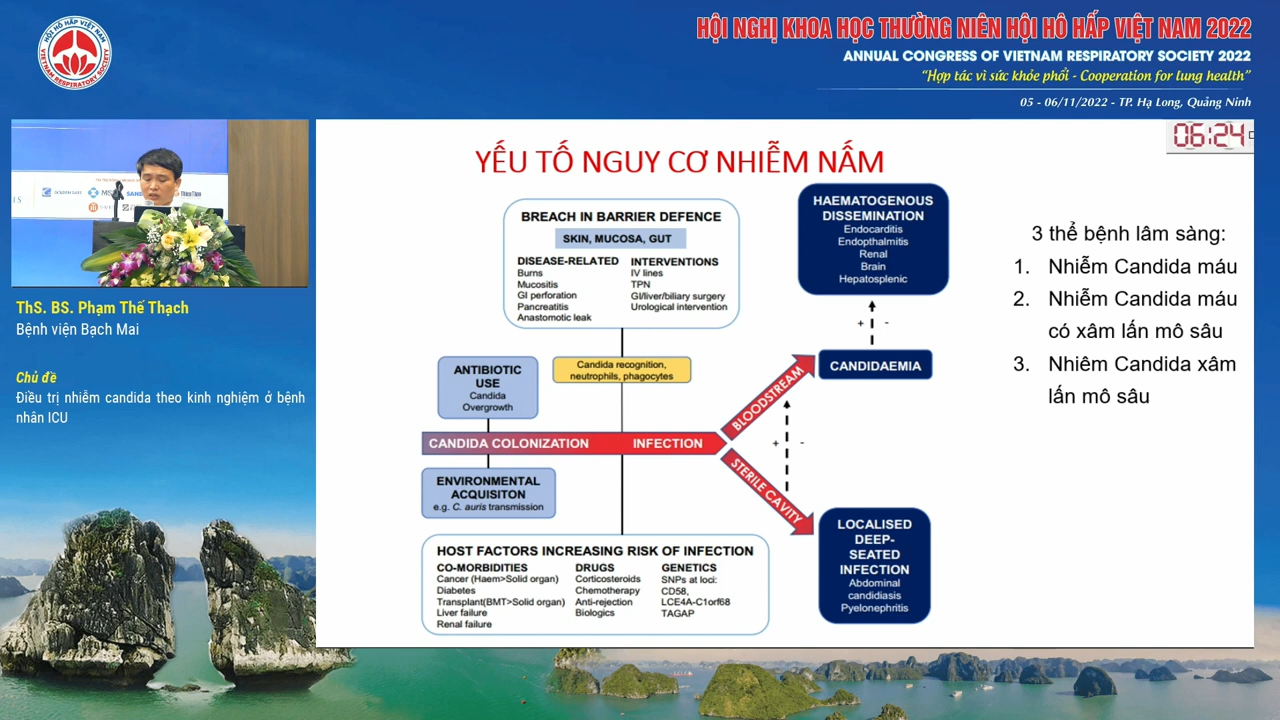 HỘI HÔ HẤP VIỆT NAM
VIETNAM RESPIRATORY SOCIETY
HỘI NGHỊ KHOA HỌC THƯỜNG NIÊN HỘI HÔ HẤP VIỆT NAM 2022
ANNUAL CONGRESS OF VIETNAM RESPIRATORY SOCIETY 2022
“Hợp tác vì sức khỏe phổi - Cooperation for lung health”
05 - 06/11/2022 - TP. Hạ Long, Quảng Ninh
ThS. BS. Phạm Thế Thạch
Bệnh viện Bạch Mai
Chủ đề
Điều trị nhiễm candida theo kinh nghiệm ở bệnh
nhân ICU
06:24
YẾU TỐ NGUY CƠ NHIỄM NẤM
BREACH IN BARRIER DEFENCE
SKIN, MUCOSA, GUT
DISEASE-RELATED
Burns
Mucositis
GI perforation
Pancreatitis
Anastomotic leak
INTERVENTIONS
IV lines
TPN
GI/liver/biliary surgery
Urological intervention
ANTIBIOTIC
USE
Candida
Overgrowth
Candida recognition,
neutrophils, phagocytes
CANDIDA COLONIZATION
INFECTION
ENVIRONMENTAL
ACQUISITON
e.g. C. auris transmission
HOST FACTORS INCREASING RISK OF INFECTION
CO-MORBIDITIES
Cancer (Haem>Solid organ)
Diabetes
Transplant(BMT>Solid organ)
Liver failure
Renal failure
DRUGS
Corticosteroids
Chemotherapy
Anti-rejection
Biologics
GENETICS
SNPs at loci:
CD58,
LCE4A-C1orf68
TAGAP
BLOODSTREAM
STERILE CAVITY
+ -
HAEMATOGENOUS
DISSEMINATION
Endocarditis
Endopthalmitis
Renal
Brain
Hepatosplenic
+ -
CANDIDAEMIA
LOCALISED
DEEP-
SEATED
INFECTION
Abdominal
candidiasis
Pyelonephritis
3 thể bệnh lâm sàng:
1. Nhiễm Candida máu
2. Nhiễm Candida máu
có xâm lấn mô sâu
3. Nhiêm Candida xâm
lấn mô sâu